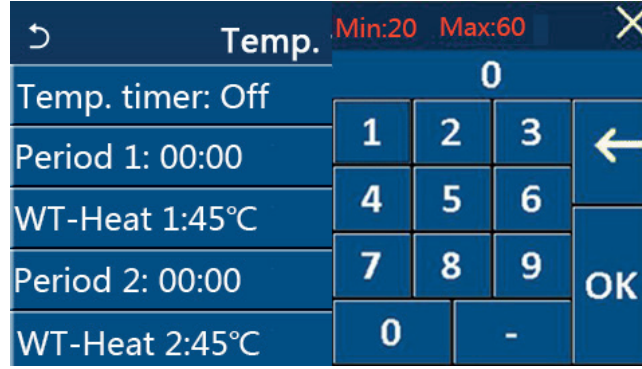 Temp.
Temp. timer: Off
Period 1: 00:00
WT-Heat 1:45℃
Period 2: 00:00
WT-Heat 2:45℃
Min:20 Max:60
0
1 2 3
4 5 6
7 8 9
OK
0 -